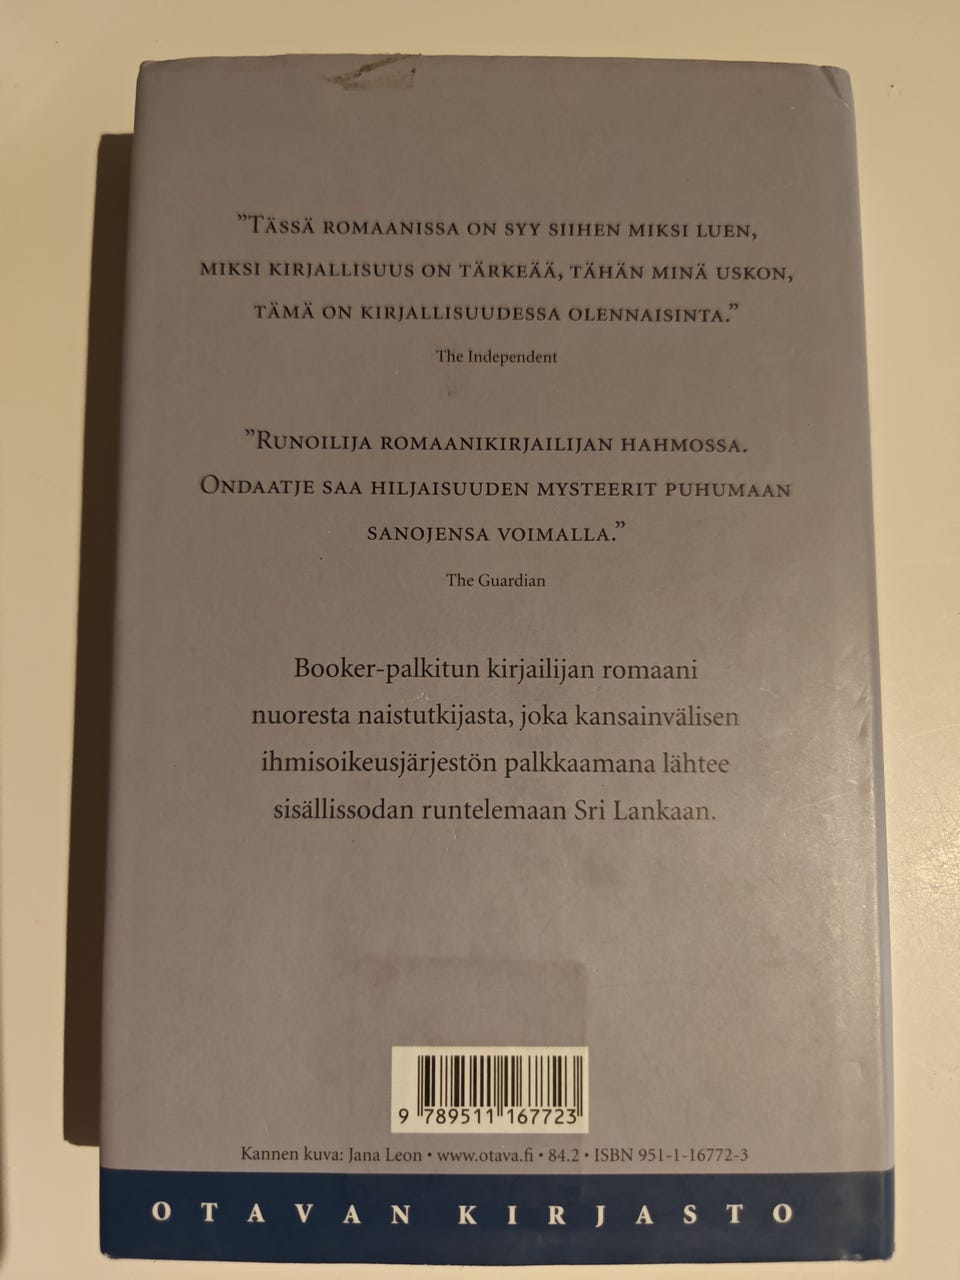 ”Tässä romaanissa on syy siihen miksi luen,
miksi kirjallisuus on tärkeää, tähän minä uskon,
tämä on kirjallisuudessa olennaisinta.”
The Independent
”Runoilija romaanikirjailijan hahmossa.
Ondaatje saa hiljaisuuden mysteerit puhumaan
sanojensa voimalla.”
The Guardian
Booker-palkitun kirjailijan romaani
nuoresta naistutkijasta, joka kansainvälisen
ihmisoikeusjärjestön palkkaamana lähtee
sisällissodan runtelemaan Sri Lankaan.
9 789511 167723
Kannen kuva: Jana Leon • www.otava.fi • 84.2 • ISBN 951-1-16772-3
OTAVAN KIRJASTO